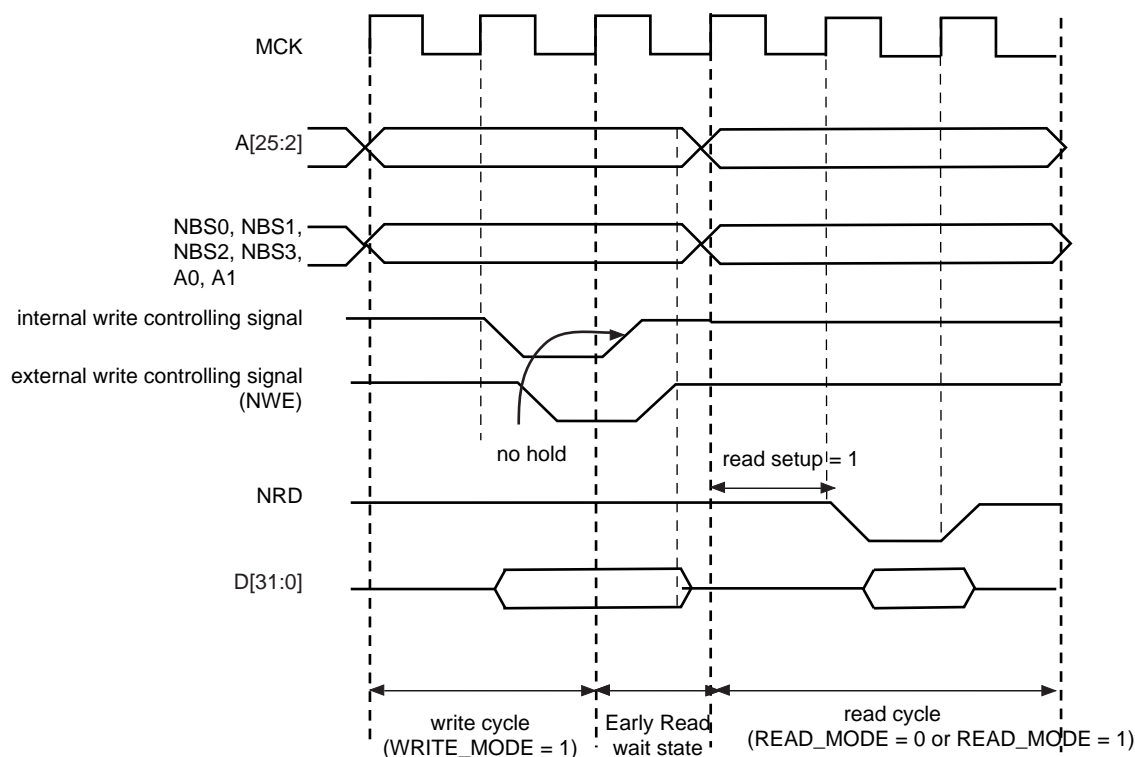 MCK
A[25:2]
NBS0, NBS1,
NBS2, NBS3,
A0, A1
internal write controlling signal
external write controlling signal
(NWE)
no hold
read setup = 1
NRD
D[31:0]
write cycle
(WRITE_MODE = 1)
Early Read
wait state
read cycle
(READ_MODE = 0 or READ_MODE = 1)